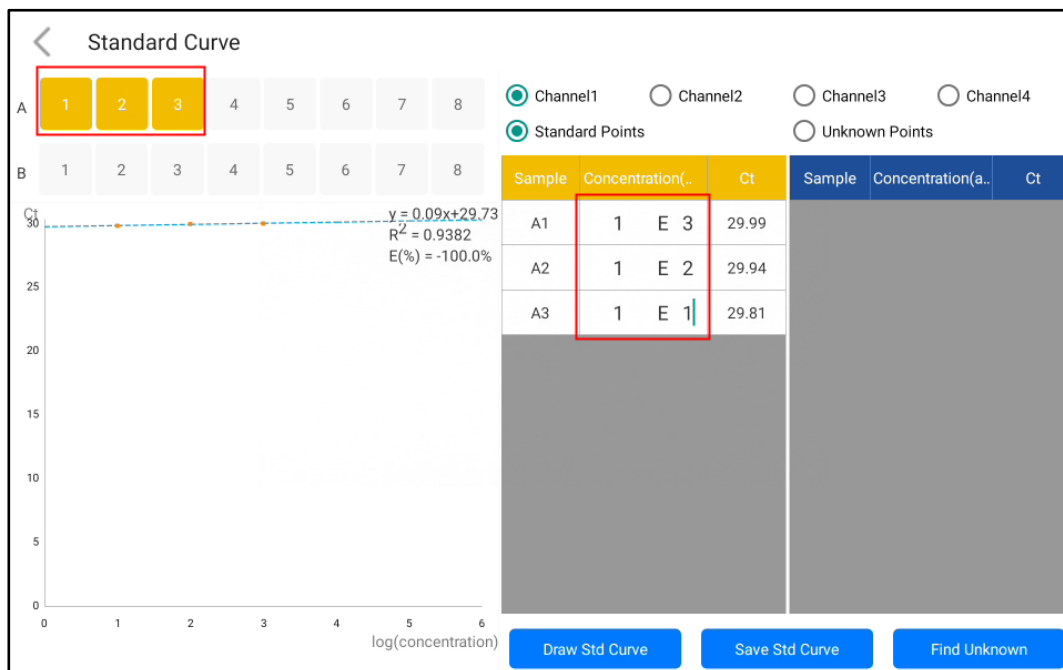 Standard Curve
A 1 2 3 4 5 6 7 8
B 1 2 3 4 5 6 7 8
Channel1 Channel2 Channel3 Channel4
Standard Points Unknown Points
Sample Concentration(.. Ct
A1 1 E 3 29.99
A2 1 E 2 29.94
A3 1 E 1 29.81
Sample Concentration(a.. Ct
Ct
y = 0.09x+29.73
R2 = 0.9382
E(%) = -100.0%
30
25
20
15
10
5
0
0 1 2 3 4 5 6
log(concentration)
Draw Std Curve Save Std Curve Find Unknown